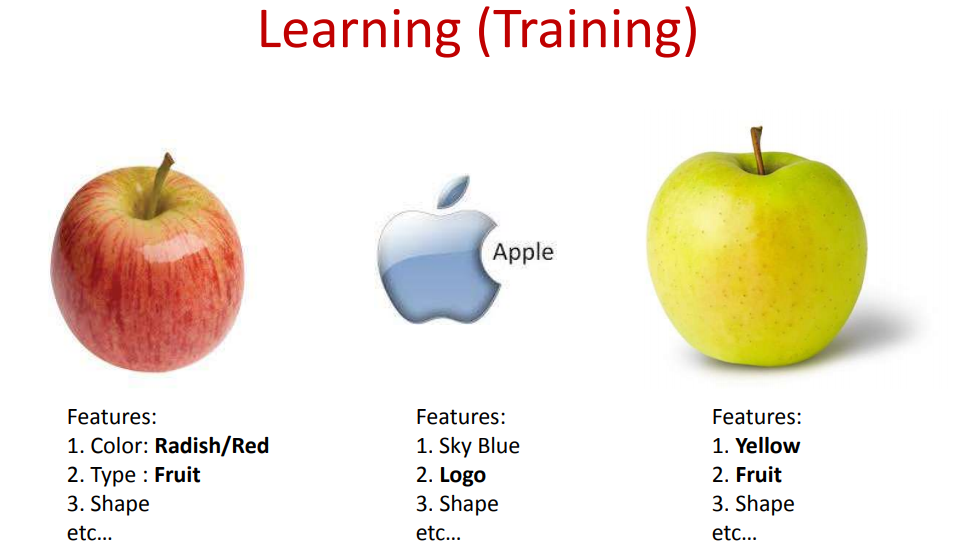 Learning (Training)
Apple
Features:
1. Color: Radish/Red
2. Type : Fruit
3. Shape
etc…
Features:
1. Sky Blue
2. Logo
3. Shape
etc…
Features:
1. Yellow
2. Fruit
3. Shape
etc…